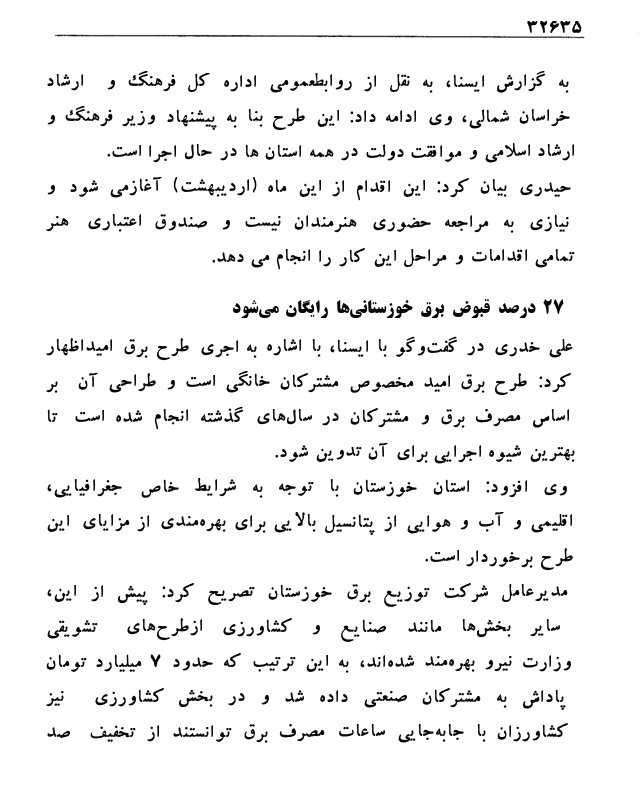 ۳۲۶۳۵
به گزارش ایسنا، به نقل از روابطعمومی اداره کل فرهنگ و ارشاد
خراسان شمالی، وی ادامه داد: این طرح بنا به پیشنهاد وزیر فرهنگ و
ارشاد اسلامی و موافقت دولت در همه استان ها در حال اجرا است.
حیدری بیان کرد: این اقدام از این ماه (اردیبهشت) آغازمی شود و
نیازی به مراجعه حضوری هنرمندان نیست و صندوق اعتباری هنر
تمامی اقدامات و مراحل این کار را انجام می دهد.
۲۷ درصد قبوض برق خوزستانی‌ها رایگان می‌شود
علی خدری در گفت‌وگو با ایسنا، با اشاره به اجری طرح برق امیداظهار
کرد: طرح برق امید مخصوص مشترکان خانگی است و طراحی آن بر
اساس مصرف برق و مشترکان در سال‌های گذشته انجام شده است تا
بهترین شیوه اجرایی برای آن تدوین شود.
وی افزود: استان خوزستان با توجه به شرایط خاص جغرافیایی،
اقلیمی و آب و هوایی از پتانسیل بالایی برای بهره‌مندی از مزایای این
طرح برخوردار است.
مدیرعامل شرکت توزیع برق خوزستان تصریح کرد: پیش از این،
سایر بخش‌ها مانند صنایع و کشاورزی ازطرح‌های تشویقی
وزارت نیرو بهره‌مند شده‌اند، به این ترتیب که حدود ۷ میلیارد تومان
پاداش به مشترکان صنعتی داده شد و در بخش کشاورزی نیز
کشاورزان با جابه‌جایی ساعات مصرف برق توانستند از تخفیف صد